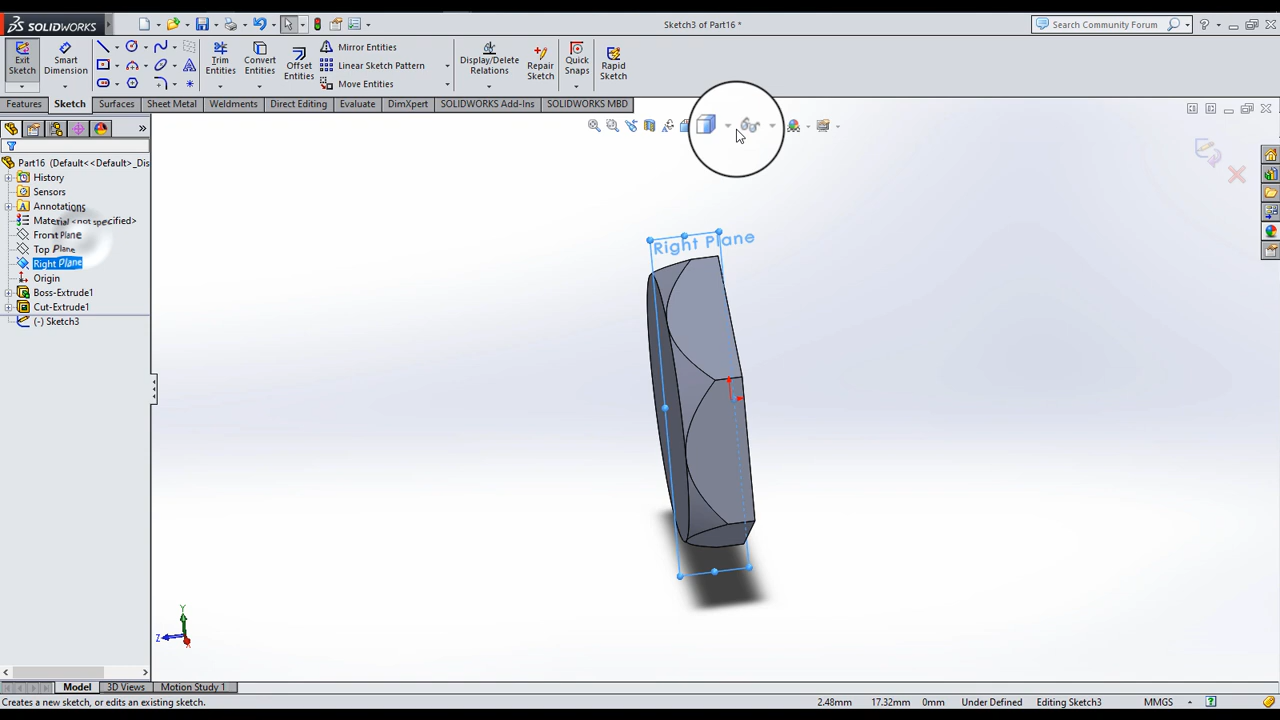 SOLIDWORKS
Sketch3 of Part16 *
Search Community Forum
Exit Sketch
Smart Dimension
Trim Entities
Convert Entities
Offset Entities
Mirror Entities
Linear Sketch Pattern
Move Entities
Display/Delete Relations
Repair Sketch
Quick Snaps
Rapid Sketch
Features
Sketch
Surfaces
Sheet Metal
Weldments
Direct Editing
Evaluate
DimXpert
SOLIDWORKS Add-Ins
SOLIDWORKS MBD
Part16 (Default<<Default>_Dis
History
Sensors
Annotations
Material <not specified>
Front Plane
Top Plane
Right Plane
Origin
Boss-Extrude1
Cut-Extrude1
(-) Sketch3
Right Plane
Y
Z
X
Model
3D Views
Motion Study 1
Creates a new sketch, or edits an existing sketch.
2.48mm
17.32mm
0mm
Under Defined
Editing Sketch3
MMGS